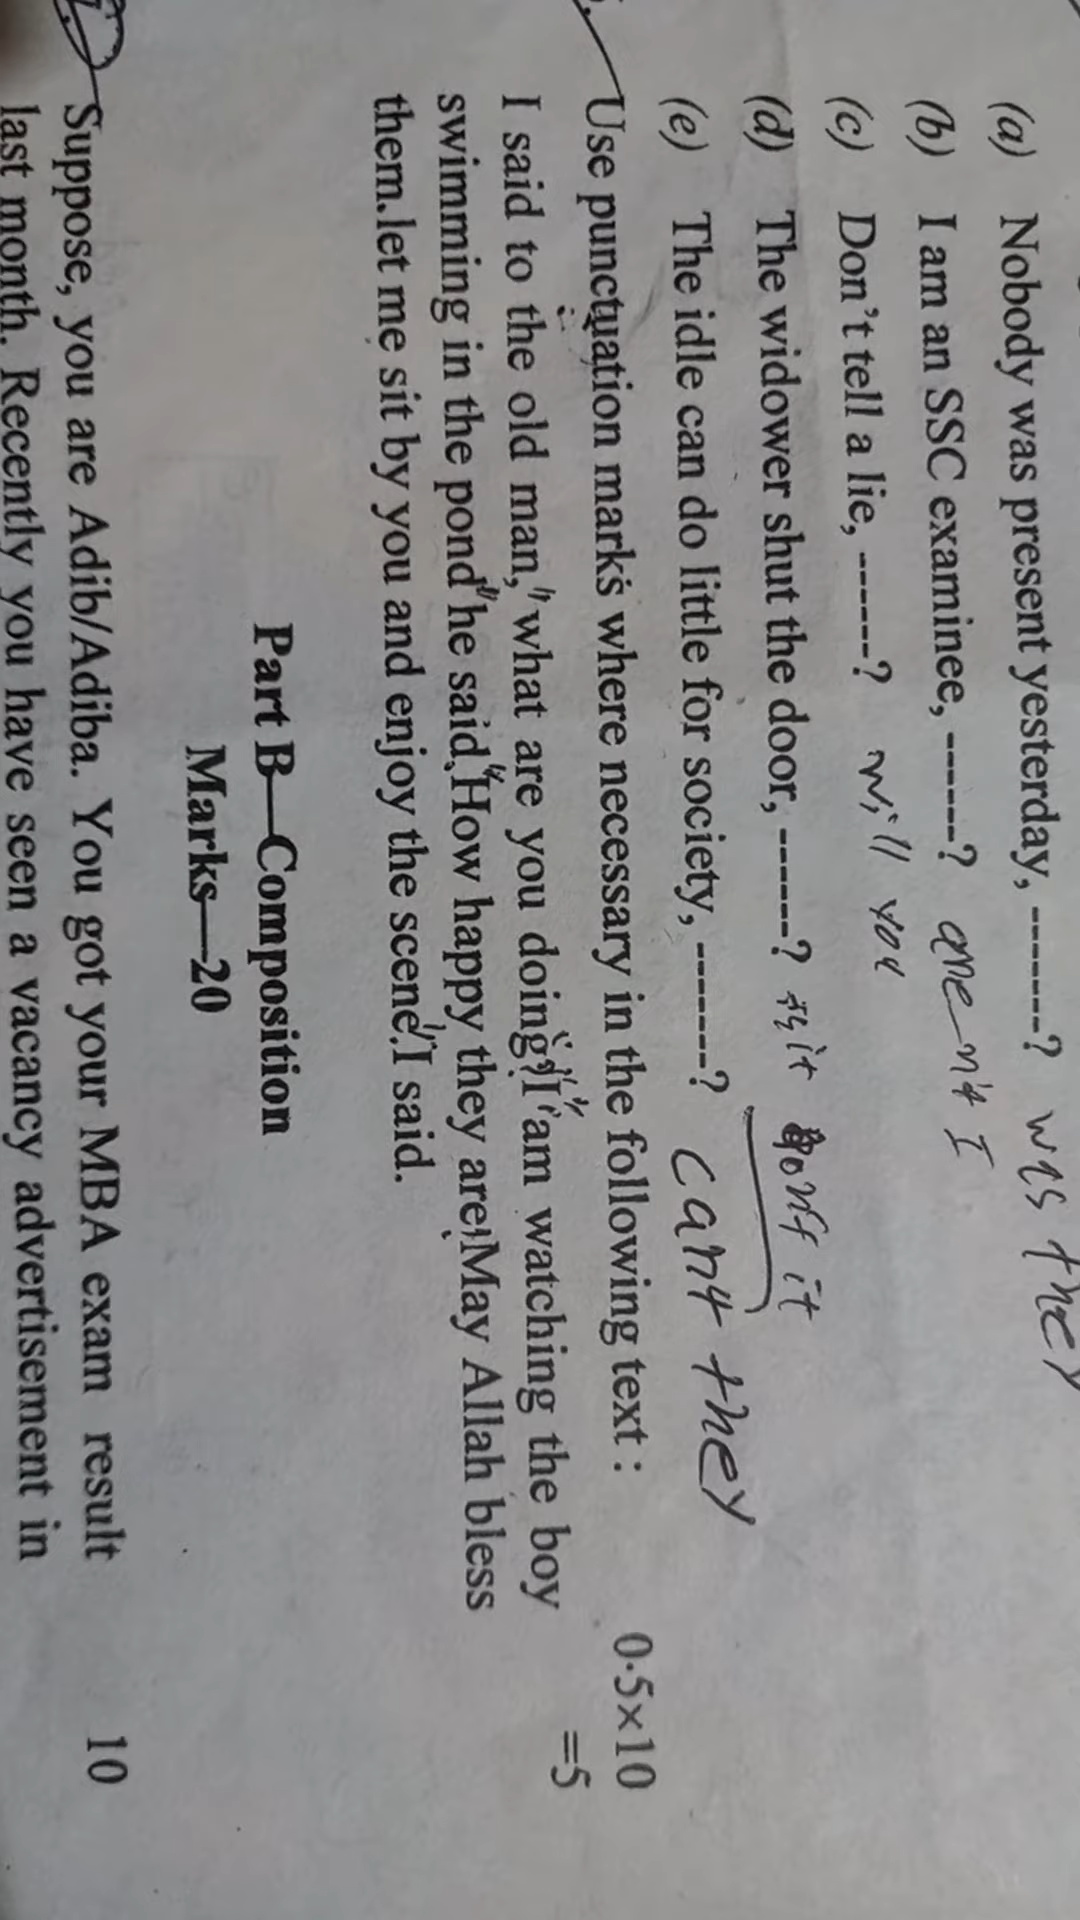 (a) Nobody was present yesterday, -------? was they
(b) I am an SSC examinee, ------? aren't I
(c) Don't tell a lie, ------? will you
(d) The widower shut the door, ------? it
(e) The idle can do little for society, ------? can't they
Use punctuation marks where necessary in the following text : 0·5×10
=5
I said to the old man," what are you doing?" "I am watching the boy
swimming in the pond" he said,"How happy they are!May Allah bless
them.let me sit by you and enjoy the scene",I said.
Part B—Composition
Marks—20
Suppose, you are Adib/Adiba. You got your MBA exam result 10
last month. Recently you have seen a vacancy advertisement in